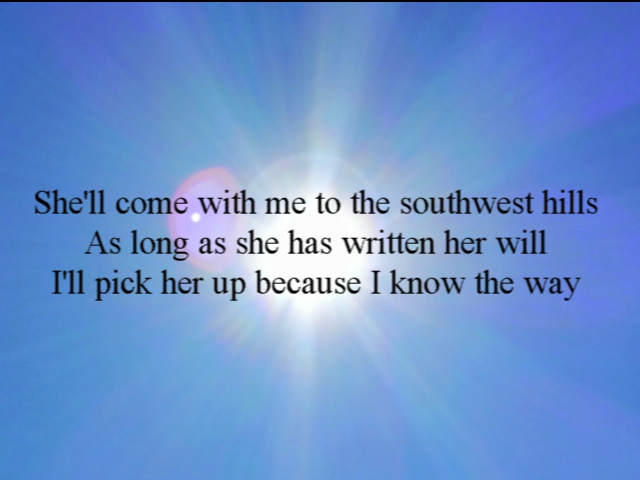 She'll come with me to the southwest hills
As long as she has written her will
I'll pick her up because I know the way